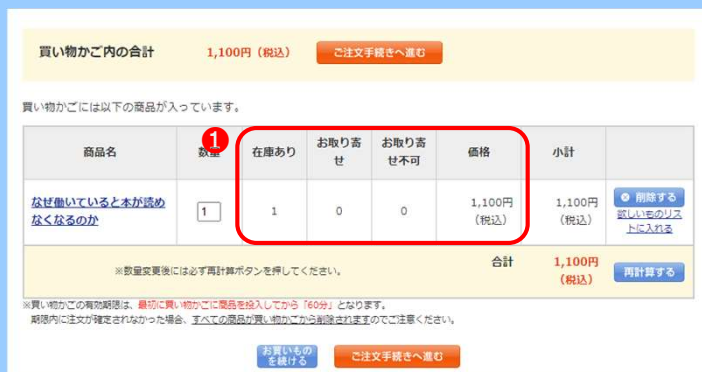 買い物かご内の合計 1,100円（税込） ご注文手続きへ進む
買い物かごには以下の商品が入っています。
1
商品名 数量 在庫あり お取り寄せ お取り寄せ不可 価格 小計
なぜ働いていると本が読め
なくなるのか
1 1 0 0
1,100円
（税込）
1,100円
（税込）
削除する
欲しいものリス
トに入れる
※数量変更後には必ず再計算ボタンを押してください。
合計
1,100円
（税込）
再計算する
※買い物かごの有効期限は、最初に買い物かごに商品を投入してから「60分」となります。
期限内に注文が確定されなかった場合、すべての商品が買い物かごから削除されますのでご注意ください。
お買いもの
を続ける
ご注文手続きへ進む